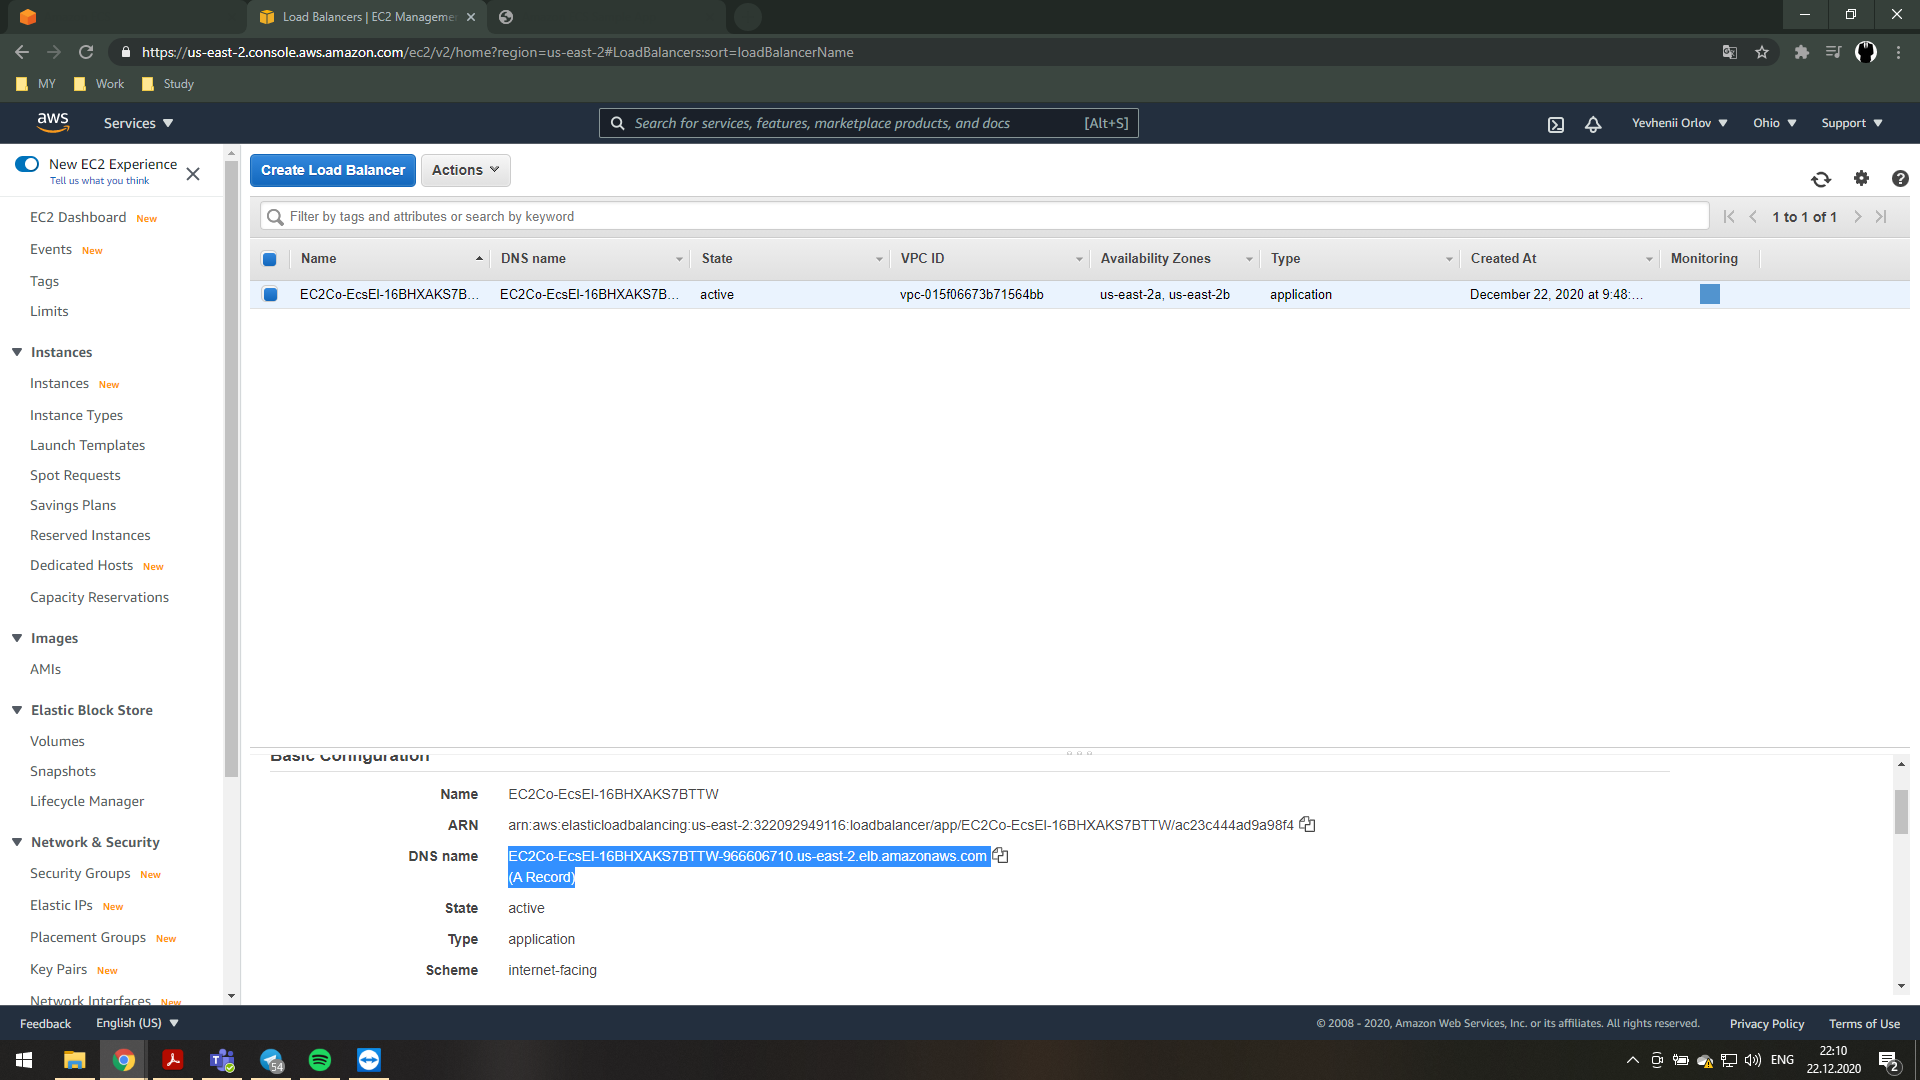 Load Balancers | EC2 Manageme
https://us-east-2.console.aws.amazon.com/ec2/v2/home?region=us-east-2#LoadBalancers:sort=loadBalancerName
MY Work Study
aws Services Search for services, features, marketplace products, and docs [Alt+S] Yevhenii Orlov Ohio Support
New EC2 Experience
Tell us what you think
EC2 Dashboard New
Events New
Tags
Limits
Instances
Instances New
Instance Types
Launch Templates
Spot Requests
Savings Plans
Reserved Instances
Dedicated Hosts New
Capacity Reservations
Images
AMIs
Elastic Block Store
Volumes
Snapshots
Lifecycle Manager
Network & Security
Security Groups New
Elastic IPs New
Placement Groups New
Key Pairs New
Network Interfaces New
Create Load Balancer Actions
Filter by tags and attributes or search by keyword 1 to 1 of 1
Name DNS name State VPC ID Availability Zones Type Created At Monitoring
EC2Co-EcsEl-16BHXAKS7B... EC2Co-EcsEl-16BHXAKS7B... active vpc-015f06673b71564bb us-east-2a, us-east-2b application December 22, 2020 at 9:48:...
Basic Configuration
Name EC2Co-EcsEl-16BHXAKS7BTTW
ARN arn:aws:elasticloadbalancing:us-east-2:322092949116:loadbalancer/app/EC2Co-EcsEl-16BHXAKS7BTTW/ac23c444ad9a98f4
DNS name EC2Co-EcsEl-16BHXAKS7BTTW-966606710.us-east-2.elb.amazonaws.com
(A Record)
State active
Type application
Scheme internet-facing
Feedback English (US) © 2008 - 2020, Amazon Web Services, Inc. or its affiliates. All rights reserved. Privacy Policy Terms of Use
54 ENG 22:10
22.12.2020 2